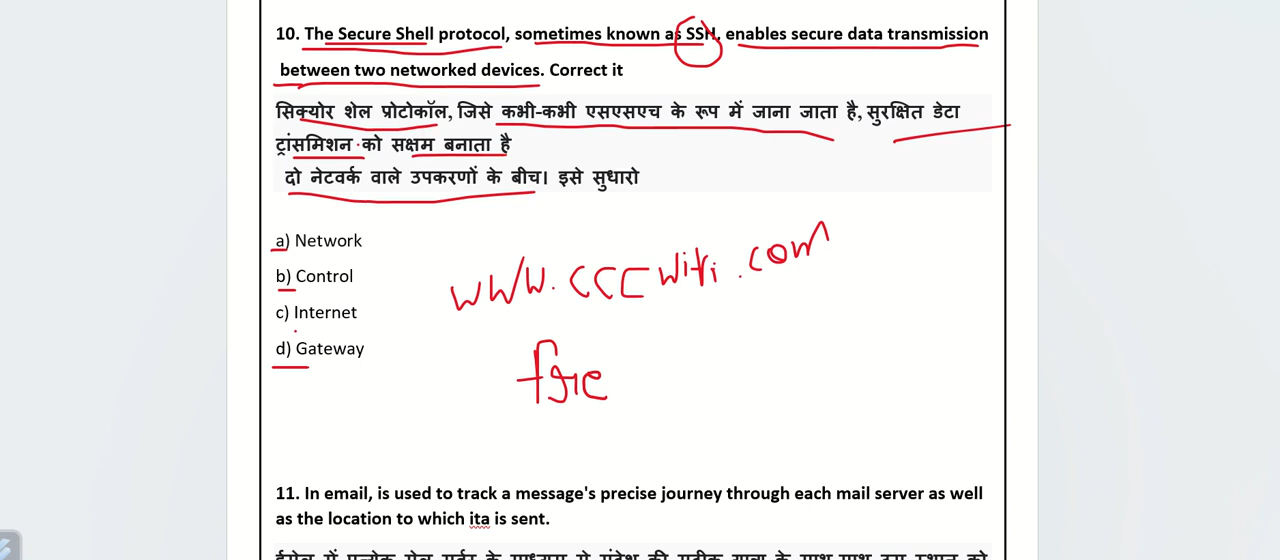 10. The Secure Shell protocol, sometimes known as SSH, enables secure data transmission
between two networked devices. Correct it
सिक्योर शेल प्रोटोकॉल, जिसे कभी-कभी एसएसएच के रूप में जाना जाता है, सुरक्षित डेटा
ट्रांसमिशन को सक्षम बनाता है
दो नेटवर्क वाले उपकरणों के बीच। इसे सुधारो
a) Network
b) Control
c) Internet
d) Gateway
www.cccwifi.com
11. In email, is used to track a message's precise journey through each mail server as well
as the location to which ita is sent.